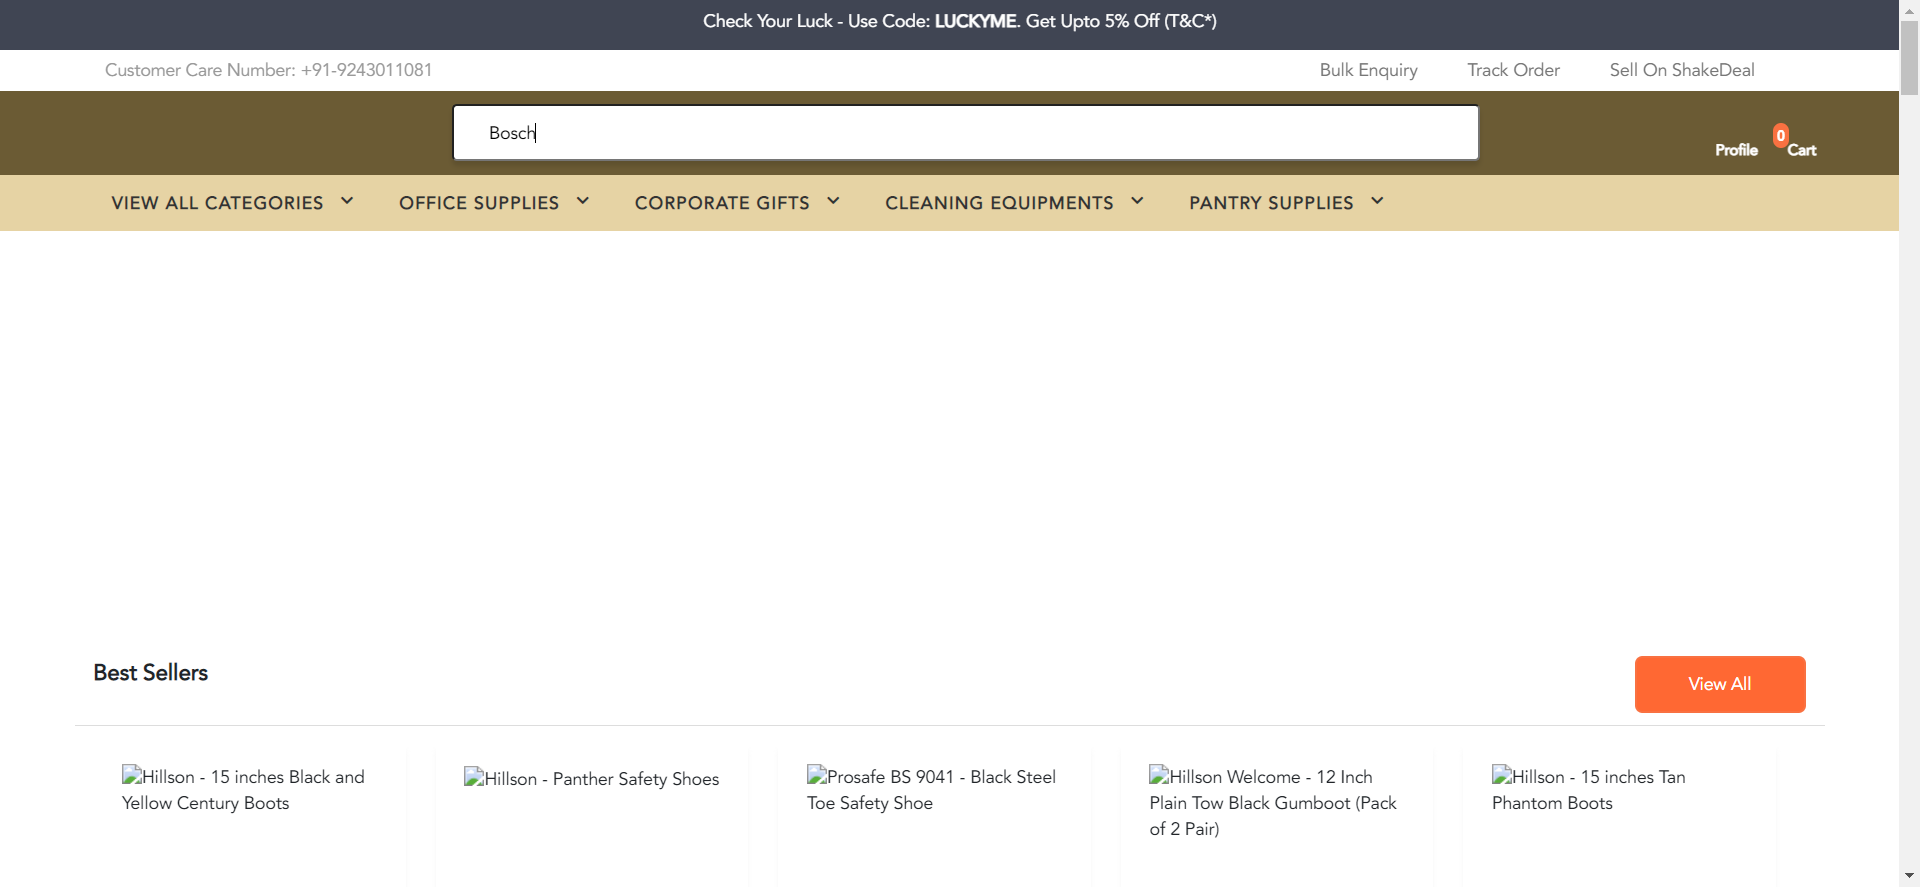 Check Your Luck - Use Code: LUCKYME. Get Upto 5% Off (T&C*)
Customer Care Number: +91-9243011081
Bulk Enquiry
Track Order
Sell On ShakeDeal
Bosch
Profile
0
Cart
VIEW ALL CATEGORIES
OFFICE SUPPLIES
CORPORATE GIFTS
CLEANING EQUIPMENTS
PANTRY SUPPLIES
Best Sellers
View All
Hillson - 15 inches Black and
Yellow Century Boots
Hillson - Panther Safety Shoes
Prosafe BS 9041 - Black Steel
Toe Safety Shoe
Hillson Welcome - 12 Inch
Plain Tow Black Gumboot (Pack
of 2 Pair)
Hillson - 15 inches Tan
Phantom Boots